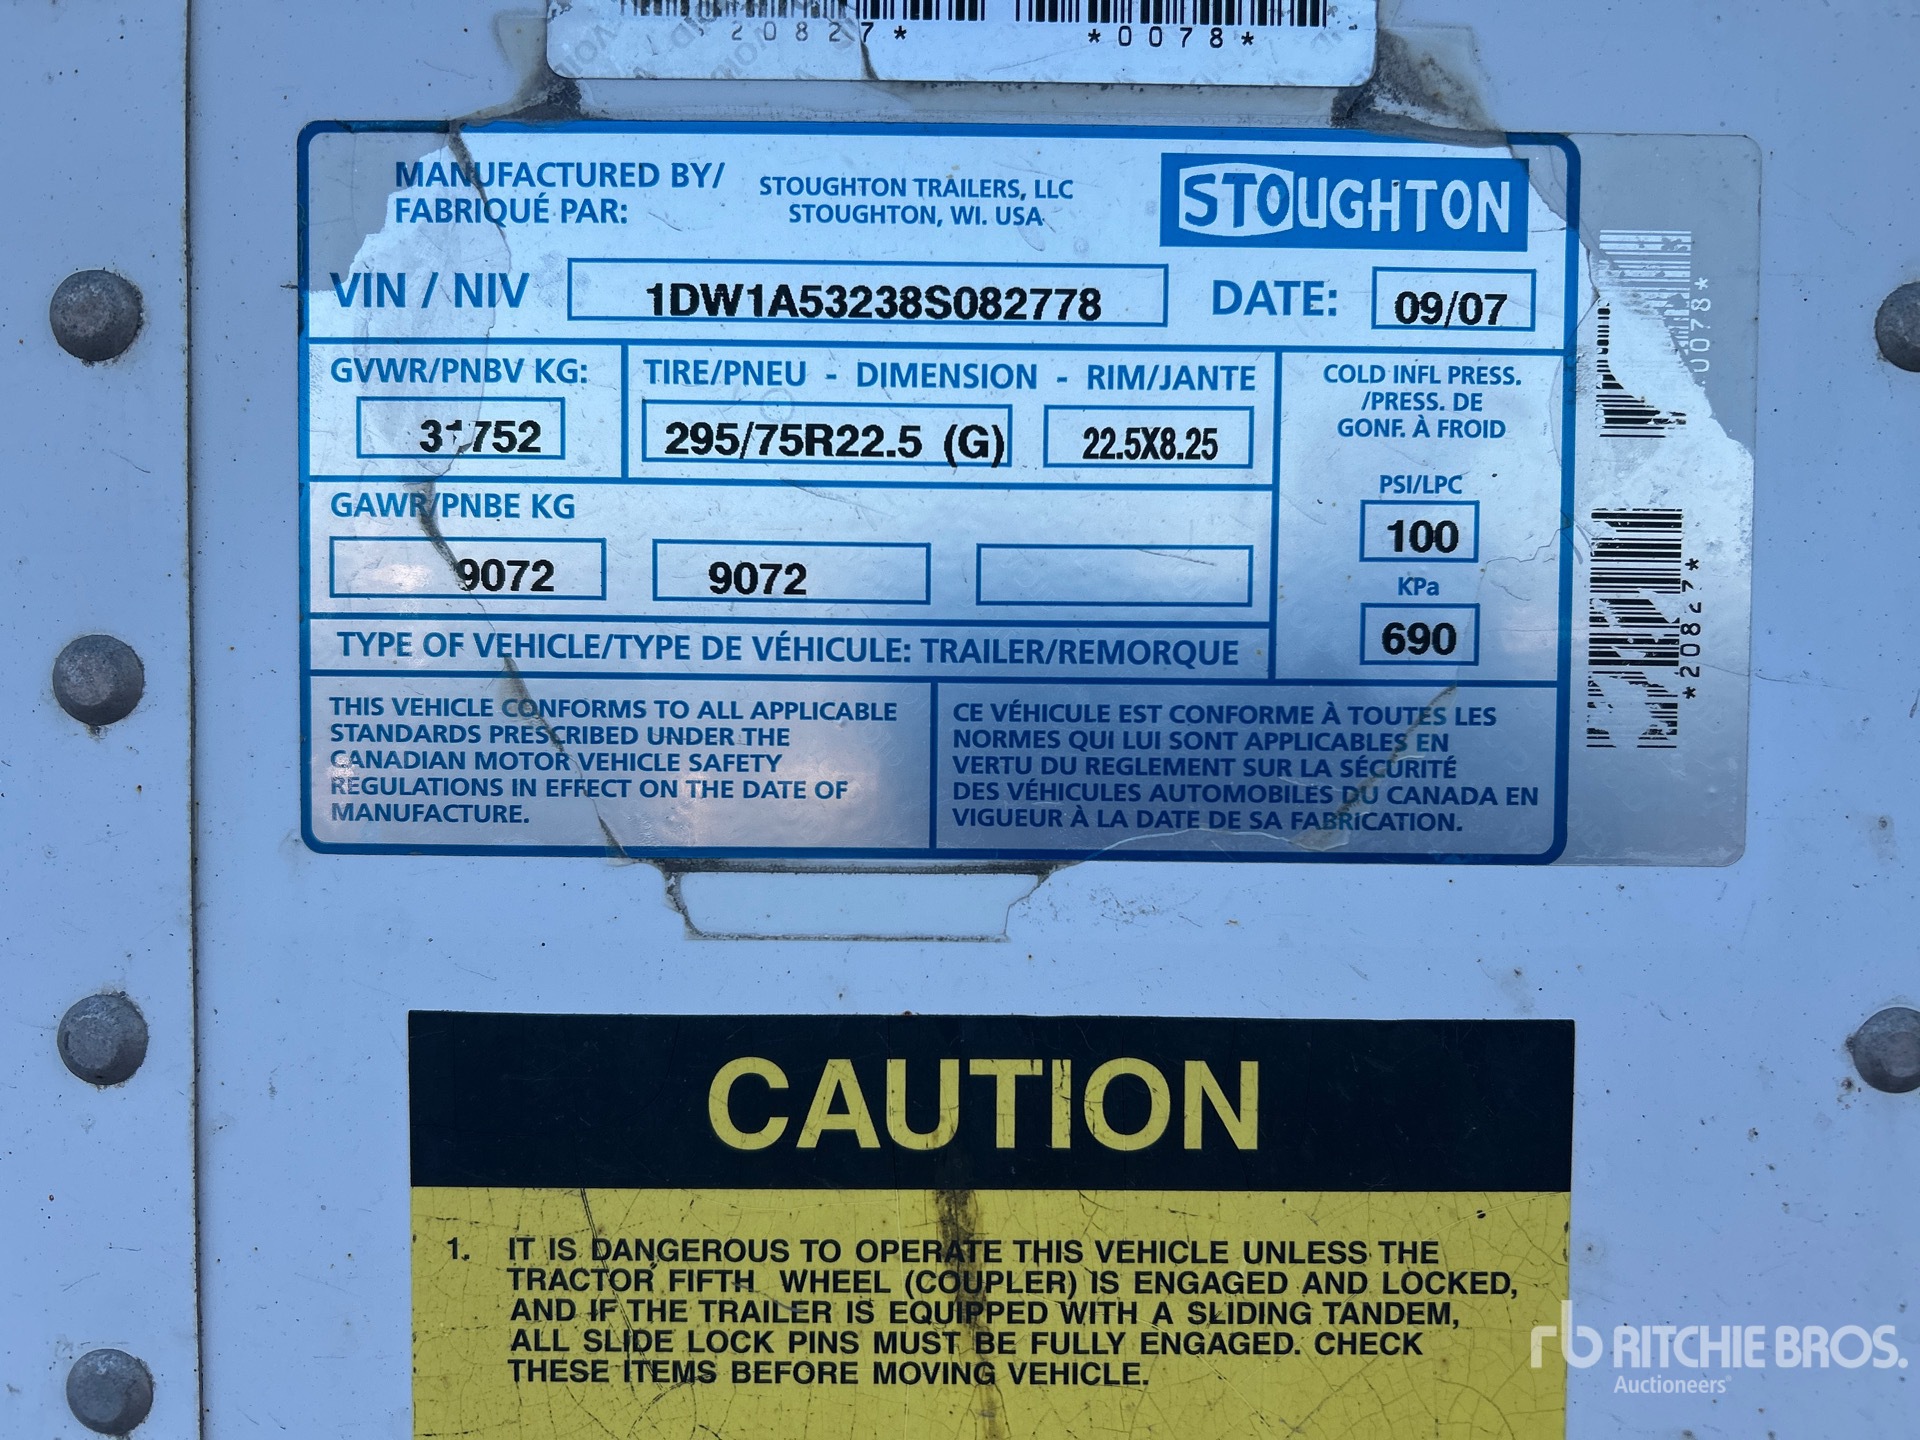 20827* *0078*
MANUFACTURED BY/
FABRIQUÉ PAR:
STOUGHTON TRAILERS, LLC
STOUGHTON, WI. USA
STOUGHTON
VIN / NIV 1DW1A53238S082778 DATE: 09/07
GVWR/PNBV KG:
31752
TIRE/PNEU - DIMENSION - RIM/JANTE
295/75R22.5 (G) 22.5X8.25
COLD INFL PRESS.
/PRESS. DE
GONF. À FROID
PSI/LPC
100
KPa
690
GAWR/PNBE KG
9072 9072
TYPE OF VEHICLE/TYPE DE VÉHICULE: TRAILER/REMORQUE
THIS VEHICLE CONFORMS TO ALL APPLICABLE
STANDARDS PRESCRIBED UNDER THE
CANADIAN MOTOR VEHICLE SAFETY
REGULATIONS IN EFFECT ON THE DATE OF
MANUFACTURE.
CE VÉHICULE EST CONFORME À TOUTES LES
NORMES QUI LUI SONT APPLICABLES EN
VERTU DU REGLEMENT SUR LA SÉCURITÉ
DES VÉHICULES AUTOMOBILES DU CANADA EN
VIGUEUR À LA DATE DE SA FABRICATION.
*20827* 0078*
CAUTION
1. IT IS DANGEROUS TO OPERATE THIS VEHICLE UNLESS THE
TRACTOR FIFTH WHEEL (COUPLER) IS ENGAGED AND LOCKED,
AND IF THE TRAILER IS EQUIPPED WITH A SLIDING TANDEM,
ALL SLIDE LOCK PINS MUST BE FULLY ENGAGED. CHECK
THESE ITEMS BEFORE MOVING VEHICLE.
rb RITCHIE BROS.
Auctioneers